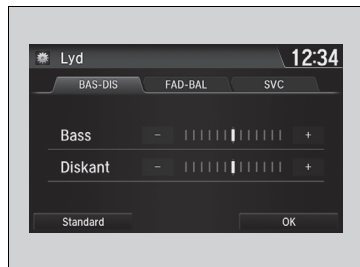 Lyd 12:34
BAS-DIS FAD-BAL SVC
Bass - +
Diskant - +
Standard OK